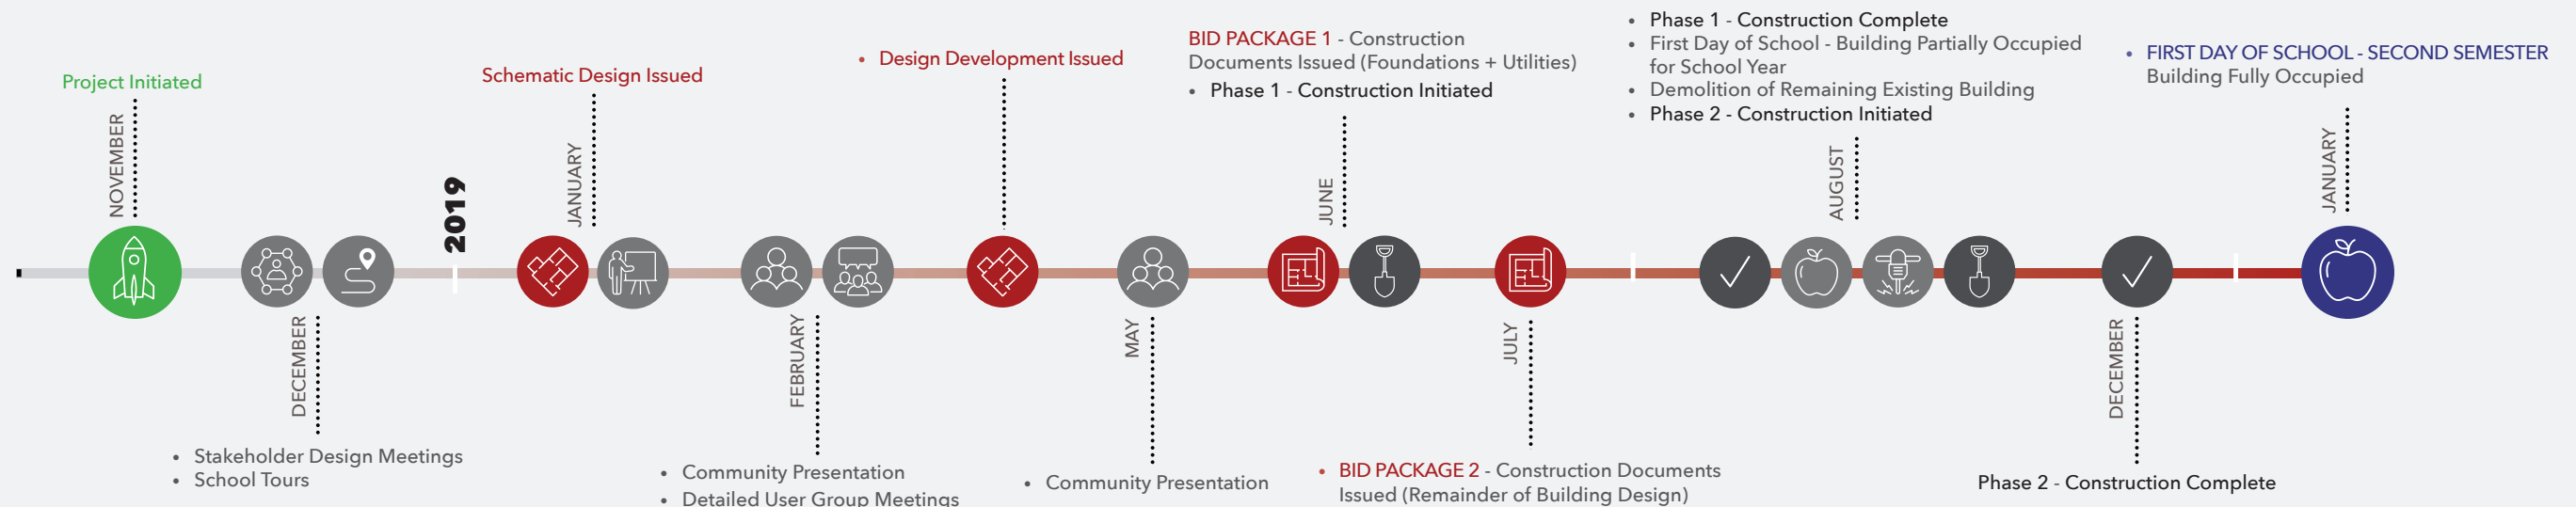 Project Initiated
NOVEMBER
DECEMBER
• Stakeholder Design Meetings
• School Tours
2019
Schematic Design Issued
JANUARY
FEBRUARY
• Community Presentation
• Detailed User Group Meetings
• Design Development Issued
MAY
• Community Presentation
BID PACKAGE 1 - Construction
Documents Issued (Foundations + Utilities)
• Phase 1 - Construction Initiated
JUNE
JULY
• BID PACKAGE 2 - Construction Documents
Issued (Remainder of Building Design)
• Phase 1 - Construction Complete
• First Day of School - Building Partially Occupied
for School Year
• Demolition of Remaining Existing Building
• Phase 2 - Construction Initiated
AUGUST
DECEMBER
Phase 2 - Construction Complete
• FIRST DAY OF SCHOOL - SECOND SEMESTER
Building Fully Occupied
JANUARY